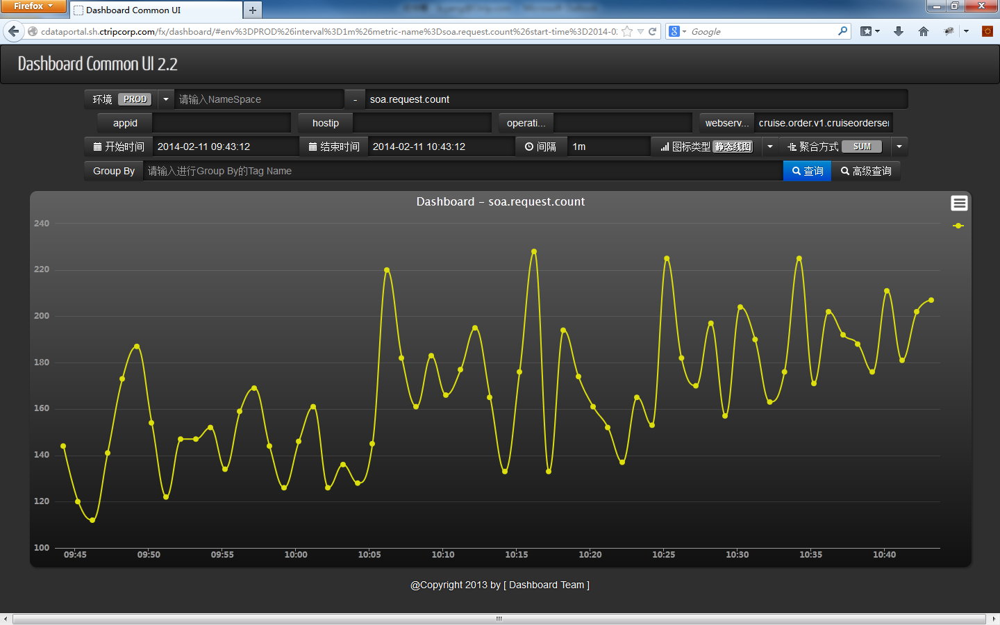 Firefox
Dashboard Common UI
cdataportal.sh.ctripcorp.com/fx/dashboard/#env%3DPROD%26interval%3D1m%26metric-name%3Dsoa.request.count%26start-time%3D2014-0
Google
Dashboard Common UI 2.2
环境 PROD 请输入NameSpace - soa.request.count
appid hostip operati... webserv... cruise.order.v1.cruiseorderser
开始时间 2014-02-11 09:43:12 结束时间 2014-02-11 10:43:12 间隔 1m 图标类型 静态线图 聚合方式 SUM
Group By 请输入进行Group By的Tag Name 查询 高级查询
Dashboard - soa.request.count
240
220
200
180
160
140
120
100
09:45 09:50 09:55 10:00 10:05 10:10 10:15 10:20 10:25 10:30 10:35 10:40
@Copyright 2013 by [ Dashboard Team ]